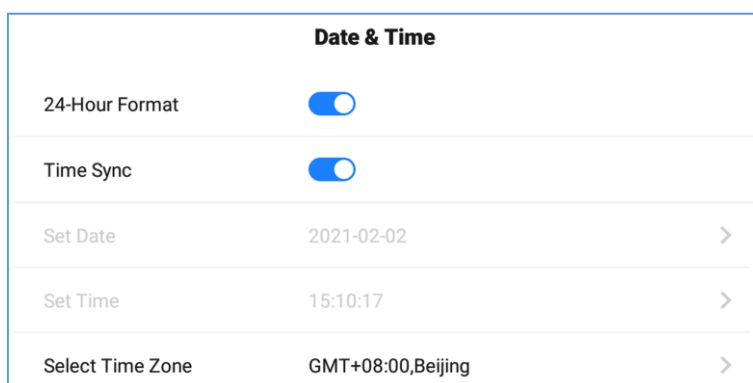 Date & Time
24-Hour Format
Time Sync
Set Date 2021-02-02
Set Time 15:10:17
Select Time Zone GMT+08:00,Beijing